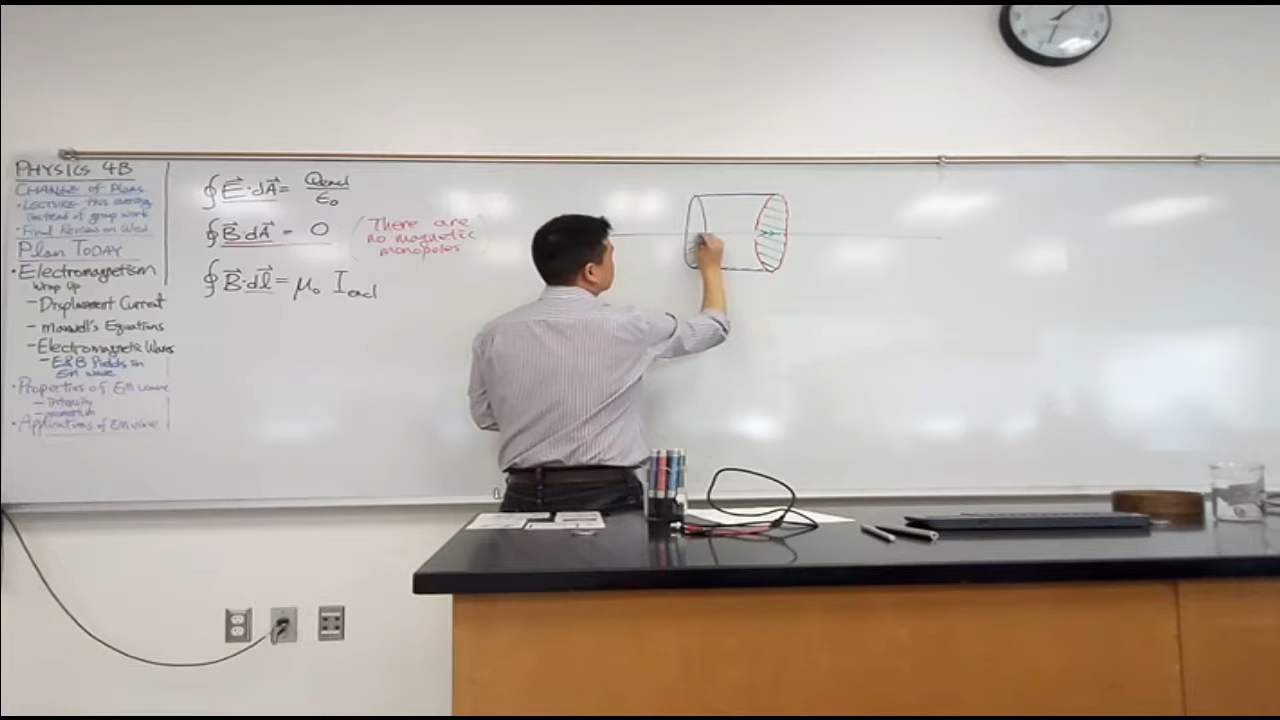 PHYSICS 4B
CHANGE of Plans
• LECTURE this evening
instead of group work
• Final Review on Wed
Plan TODAY
• Electromagnetism
Wrap Up
- Displacement Current
- Maxwell's Equations
- Electromagnetic Waves
- E&B fields in
EM wave
• Properties of EM wave
- Intensity
- momentum
• Applications of EM wave
∮E⃗·dA⃗ = Qencl/ε₀
∮B⃗·dA⃗ = 0 (There are
no magnetic
monopoles)
∮B⃗·dl⃗ = μ₀ Iencl